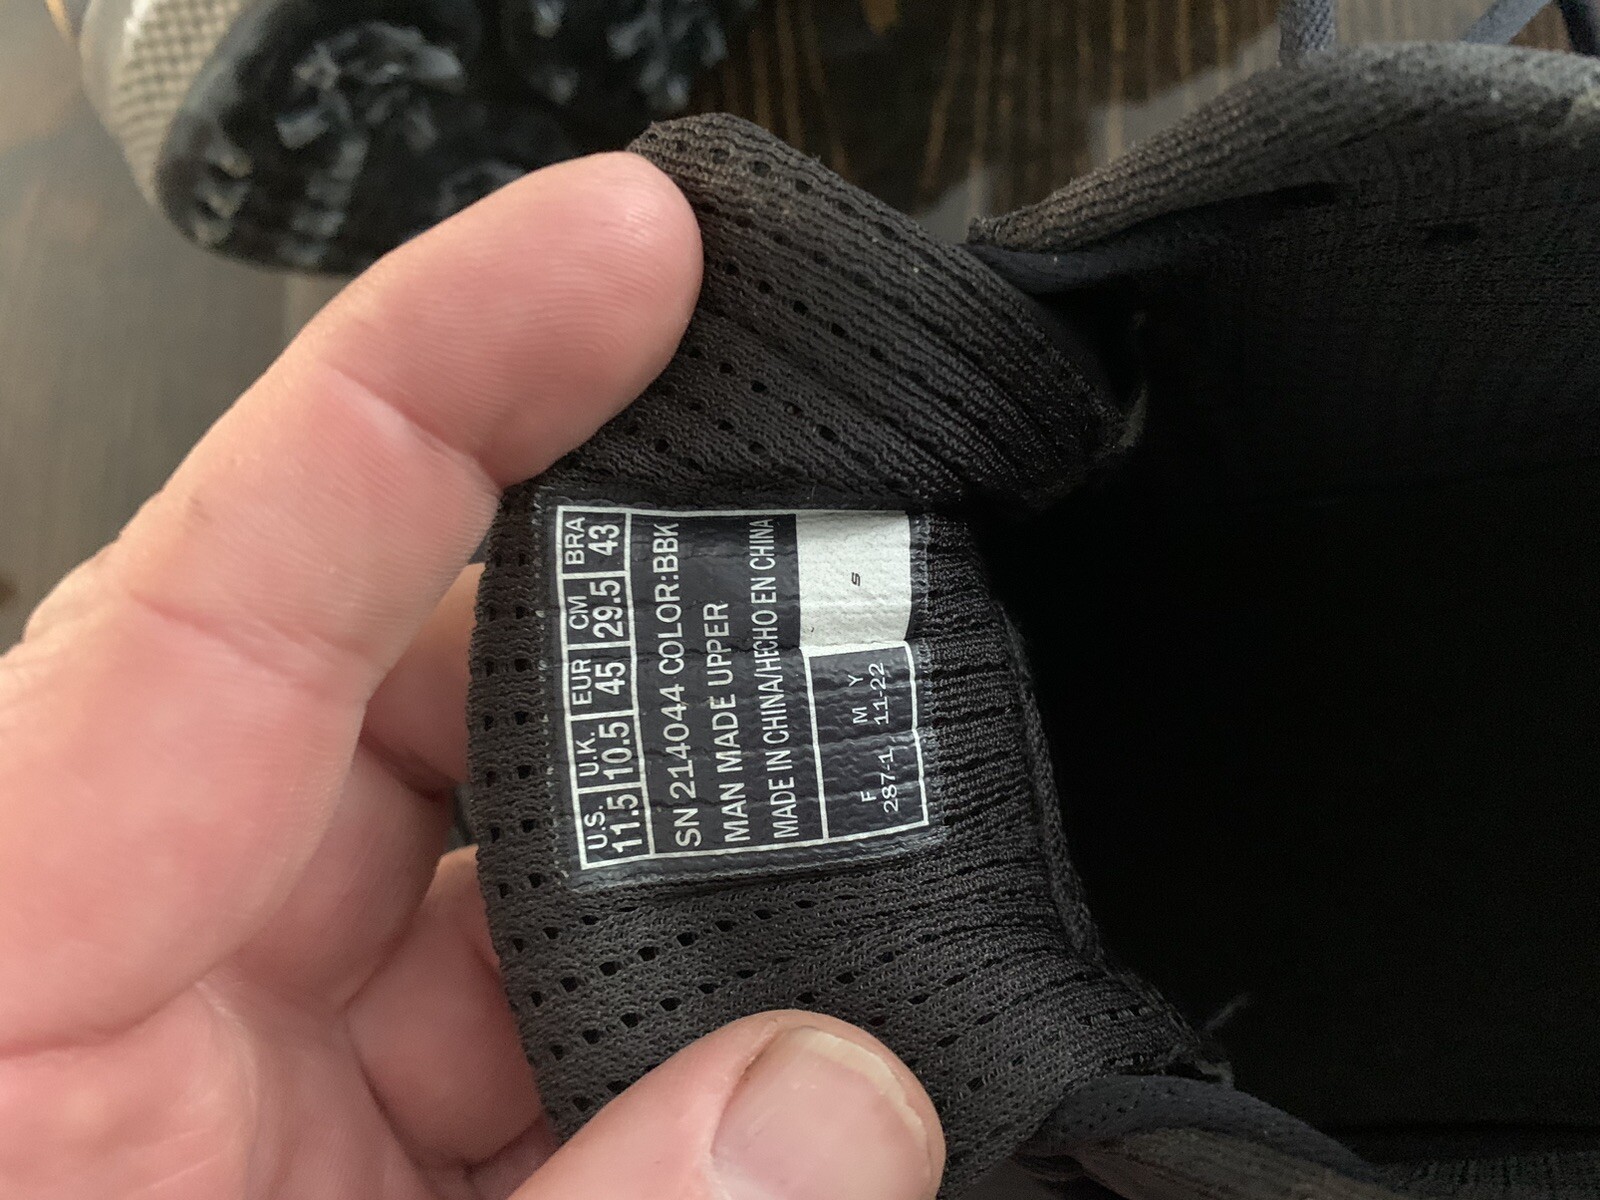 U.S. U.K. EUR CM BRA
11.5 10.5 45 29.5 43
SN 214044 COLOR:BBK
MAN MADE UPPER
MADE IN CHINA/HECHO EN CHINA
F M Y
287-1 11-22
S